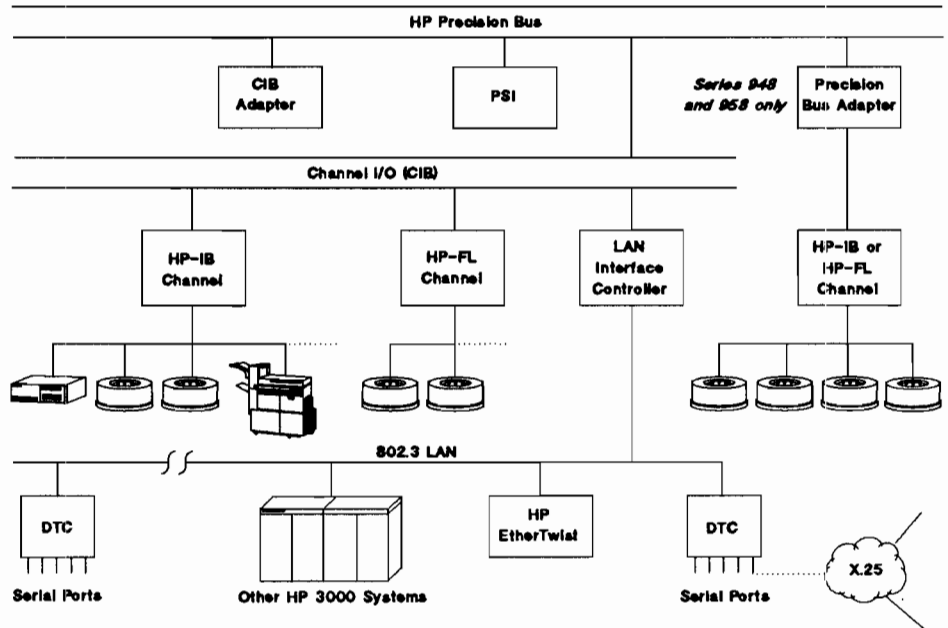 HP Precision Bus
CIB
Adapter
PSI
Series 948
and 958 only
Precision
Bus Adapter
Channel I/O (CIB)
HP-IB
Channel
HP-FL
Channel
LAN
Interface
Controller
HP-IB or
HP-FL
Channel
802.3 LAN
DTC
HP
EtherTwist
DTC
X.25
Serial Ports
Other HP 3000 Systems
Serial Ports